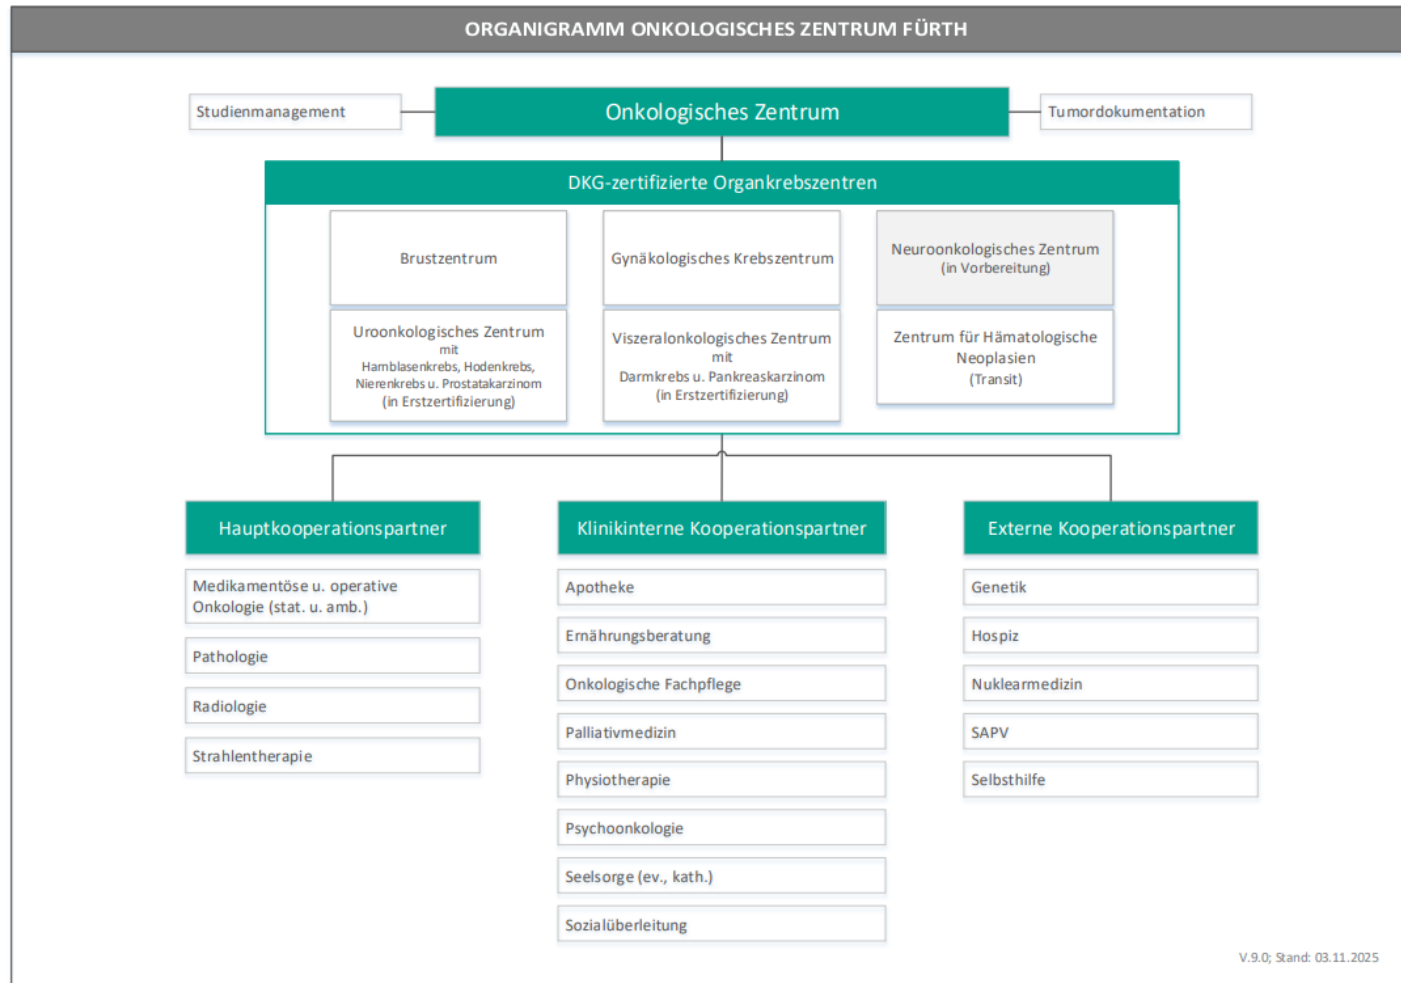 ORGANIGRAMM ONKOLOGISCHES ZENTRUM FÜRTH
Studienmanagement
Onkologisches Zentrum
Tumordokumentation
DKG-zertifizierte Organkrebszentren
Brustzentrum
Gynäkologisches Krebszentrum
Neuroonkologisches Zentrum
(in Vorbereitung)
Uroonkologisches Zentrum
mit
Harnblasenkrebs, Hodenkrebs,
Nierenkrebs u. Prostatakarzinom
(in Erstzertifizierung)
Viszeralonkologisches Zentrum
mit
Darmkrebs u. Pankreaskarzinom
(in Erstzertifizierung)
Zentrum für Hämatologische
Neoplasien
(Transit)
Hauptkooperationspartner
Medikamentöse u. operative
Onkologie (stat. u. amb.)
Pathologie
Radiologie
Strahlentherapie
Klinikinterne Kooperationspartner
Apotheke
Ernährungsberatung
Onkologische Fachpflege
Palliativmedizin
Physiotherapie
Psychoonkologie
Seelsorge (ev., kath.)
Sozialüberleitung
Externe Kooperationspartner
Genetik
Hospiz
Nuklearmedizin
SAPV
Selbsthilfe
V.9.0; Stand: 03.11.2025